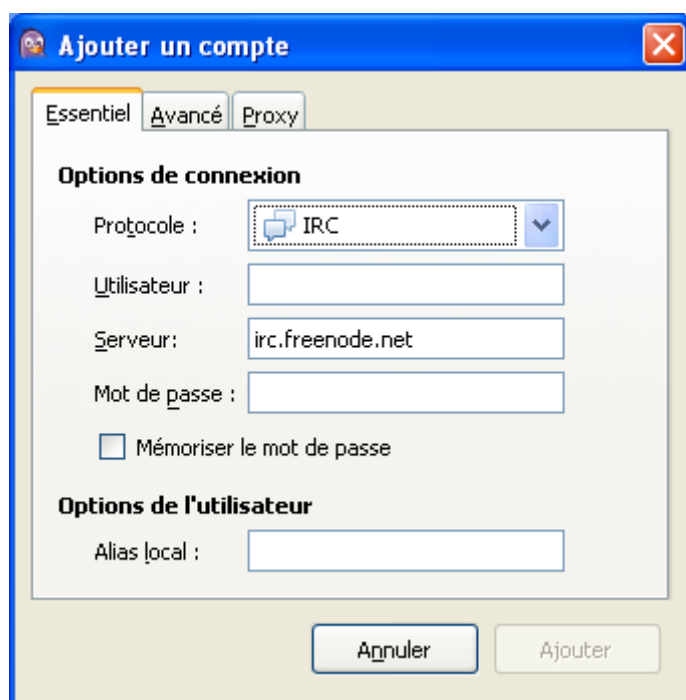 Ajouter un compte
Essentiel Avancé Proxy
Options de connexion
Protocole : IRC
Utilisateur :
Serveur: irc.freenode.net
Mot de passe :
Mémoriser le mot de passe
Options de l'utilisateur
Alias local :
Annuler Ajouter